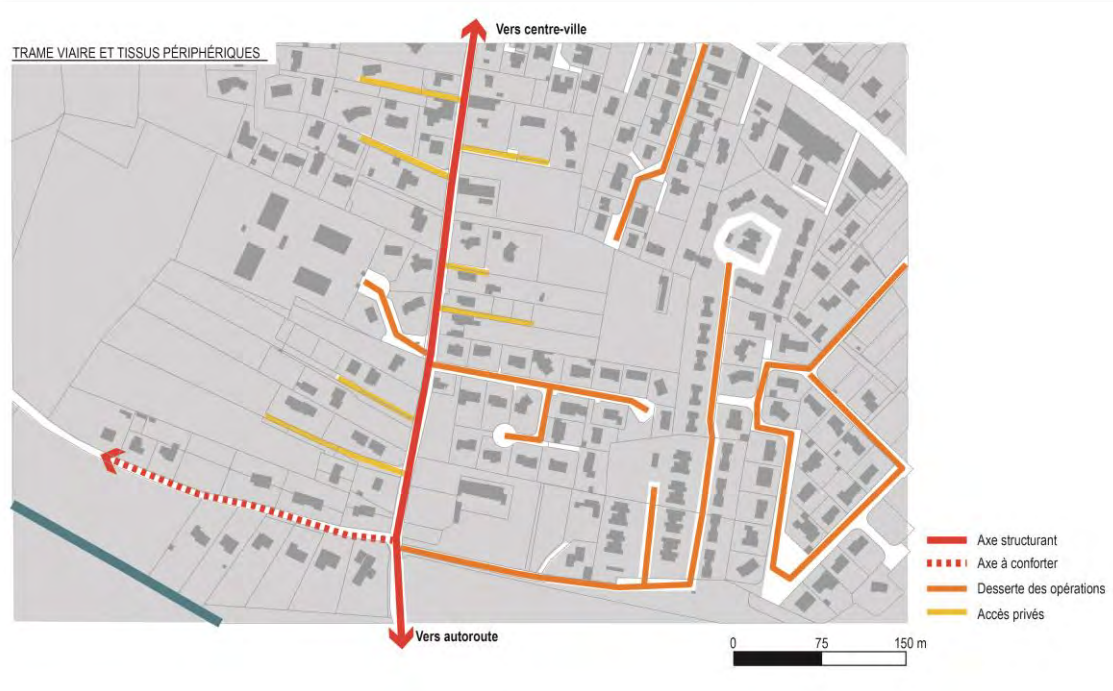 Vers centre-ville
TRAME VIAIRE ET TISSUS PÉRIPHÉRIQUES
Axe structurant
Axe à conforter
Desserte des opérations
Accès privés
Vers autoroute
0 75 150 m